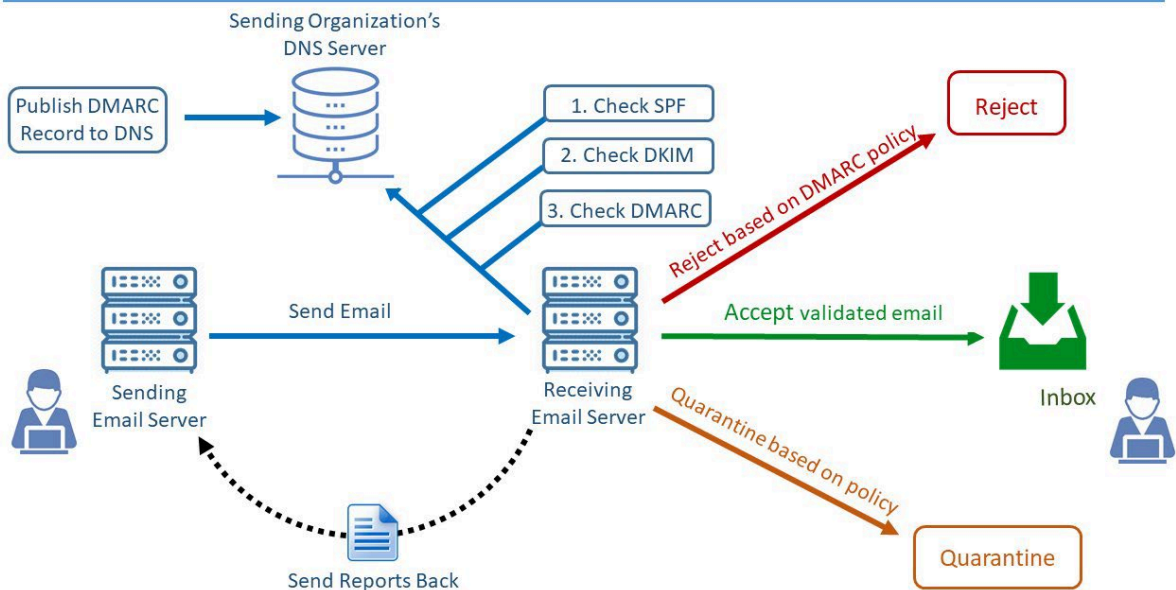 Sending Organization's
DNS Server
Publish DMARC
Record to DNS
1. Check SPF
2. Check DKIM
3. Check DMARC
Reject
Reject based on DMARC policy
Send Email
Accept validated email
Sending
Email Server
Receiving
Email Server
Inbox
Quarantine based on policy
Quarantine
Send Reports Back